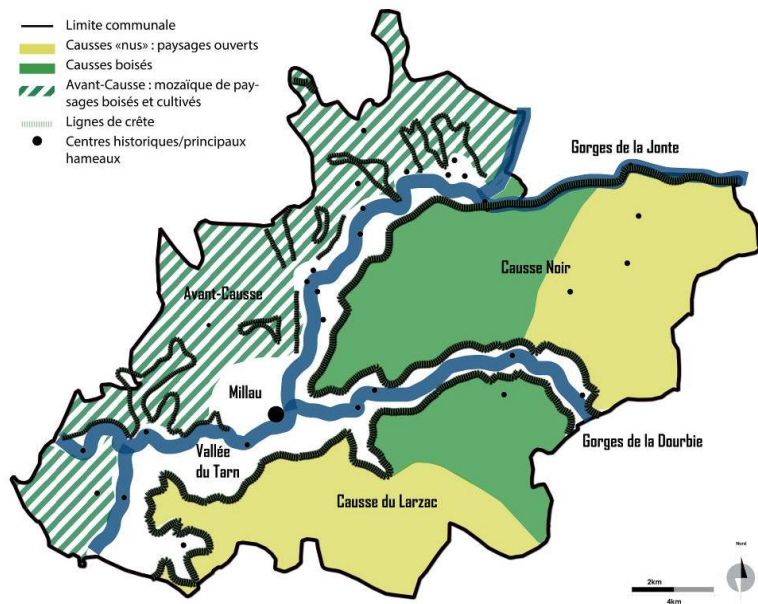 Limite communale
Causses «nus» : paysages ouverts
Causses boisés
Avant-Causse : mozaïque de pay-
sages boisés et cultivés
Lignes de crête
Centres historiques/principaux
hameaux
Gorges de la Jonte
Causse Noir
Avant-Causse
Millau
Gorges de la Dourbie
Vallée
du Tarn
Causse du Larzac
Nord
2km
4km